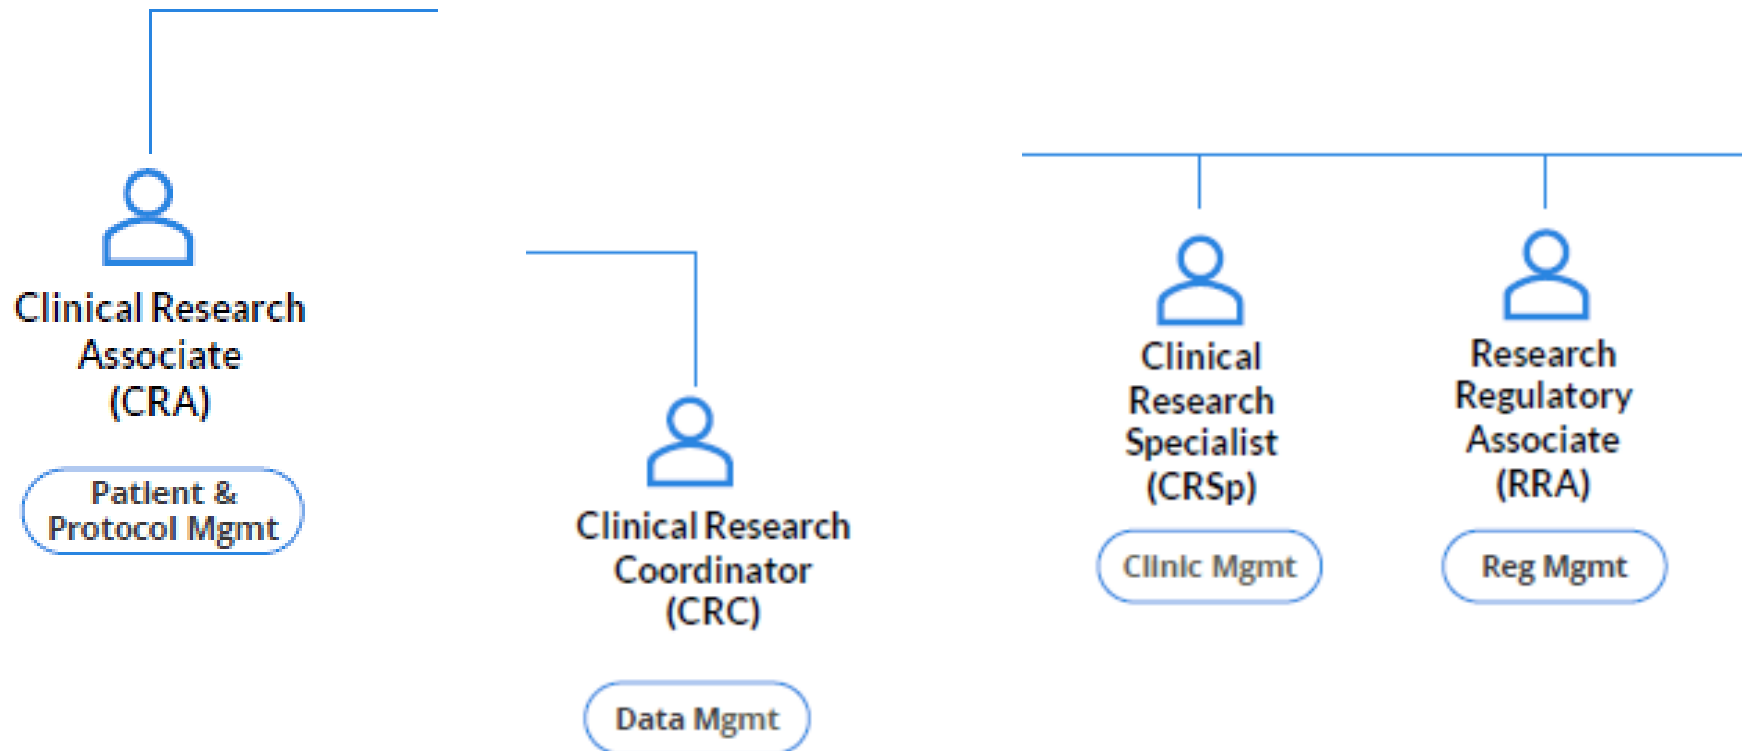 Clinical Research
Associate
(CRA)
Patient &
Protocol Mgmt
Clinical Research
Coordinator
(CRC)
Data Mgmt
Clinical
Research
Specialist
(CRSp)
Clinic Mgmt
Research
Regulatory
Associate
(RRA)
Reg Mgmt